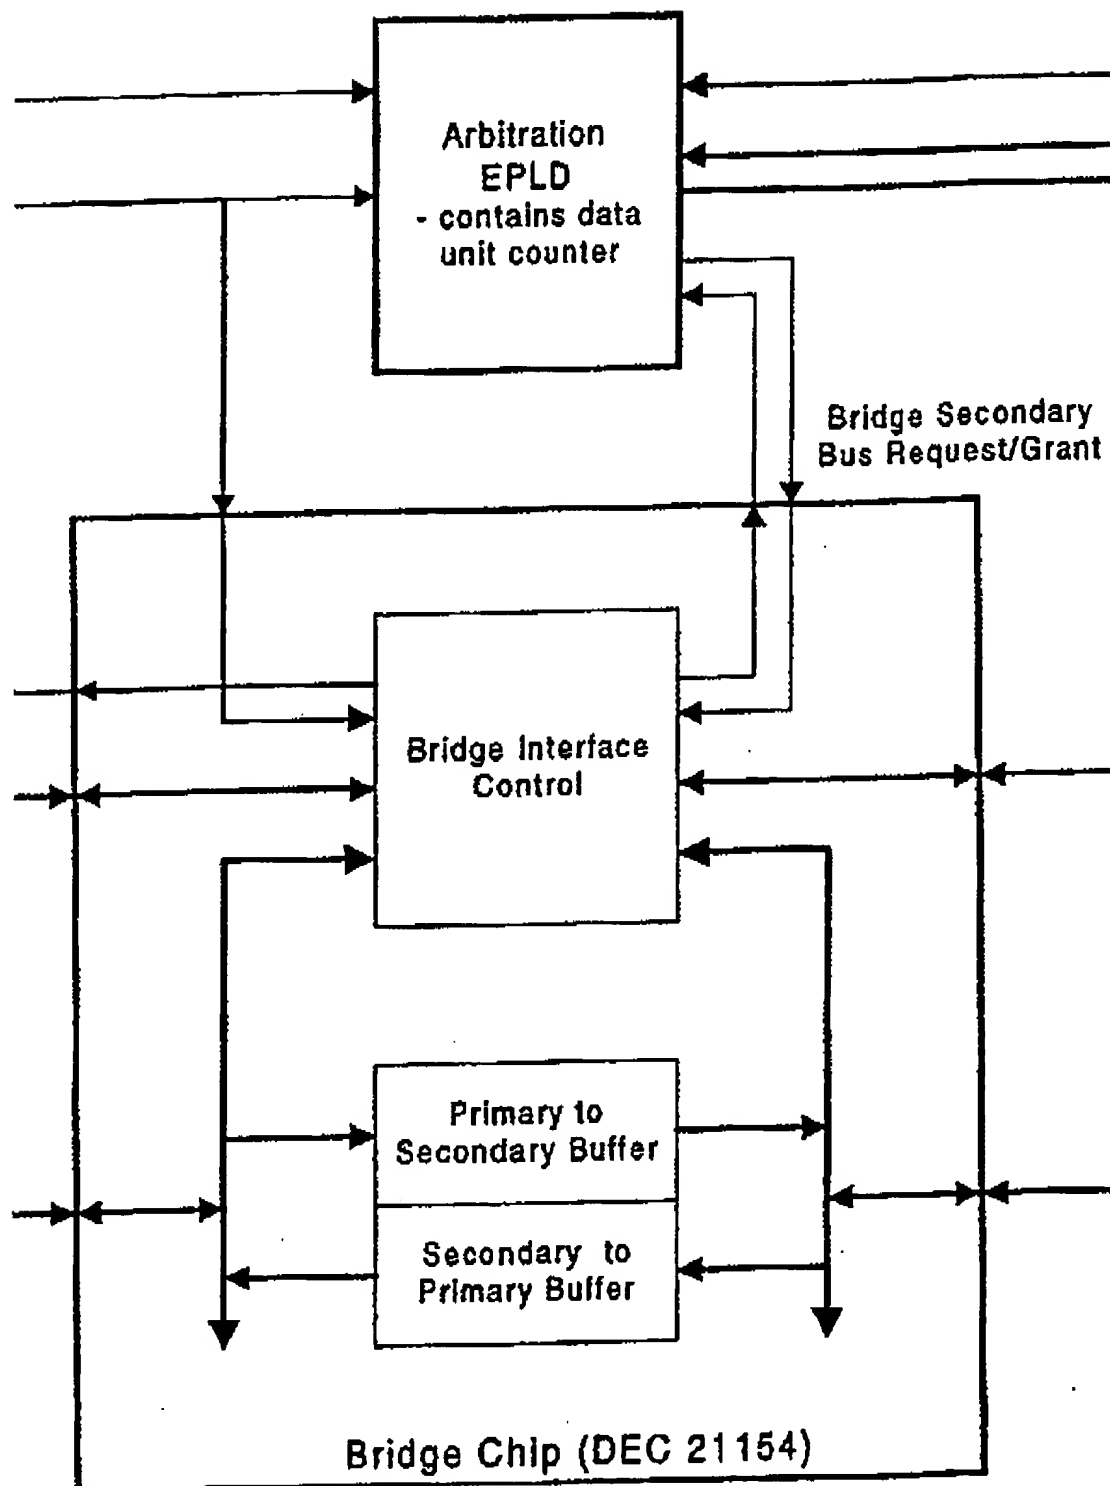 Arbitration
EPLD
- contains data
unit counter
Bridge Secondary
Bus Request/Grant
Bridge Interface
Control
Primary to
Secondary Buffer
Secondary to
Primary Buffer
Bridge Chip (DEC 21154)